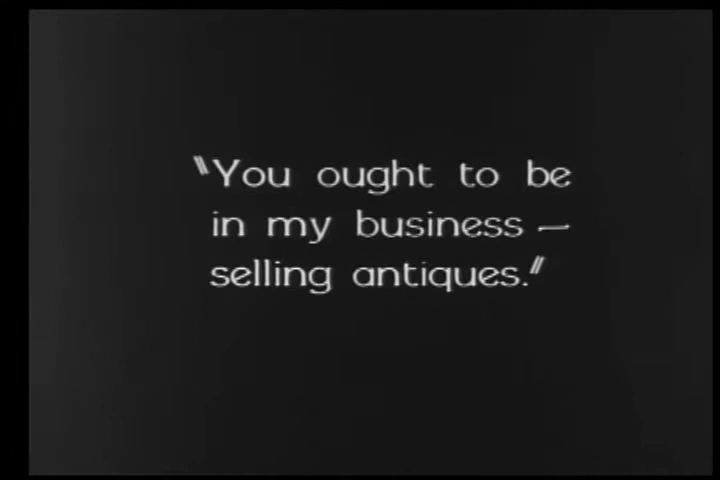 "You ought to be
in my business —
selling antiques."